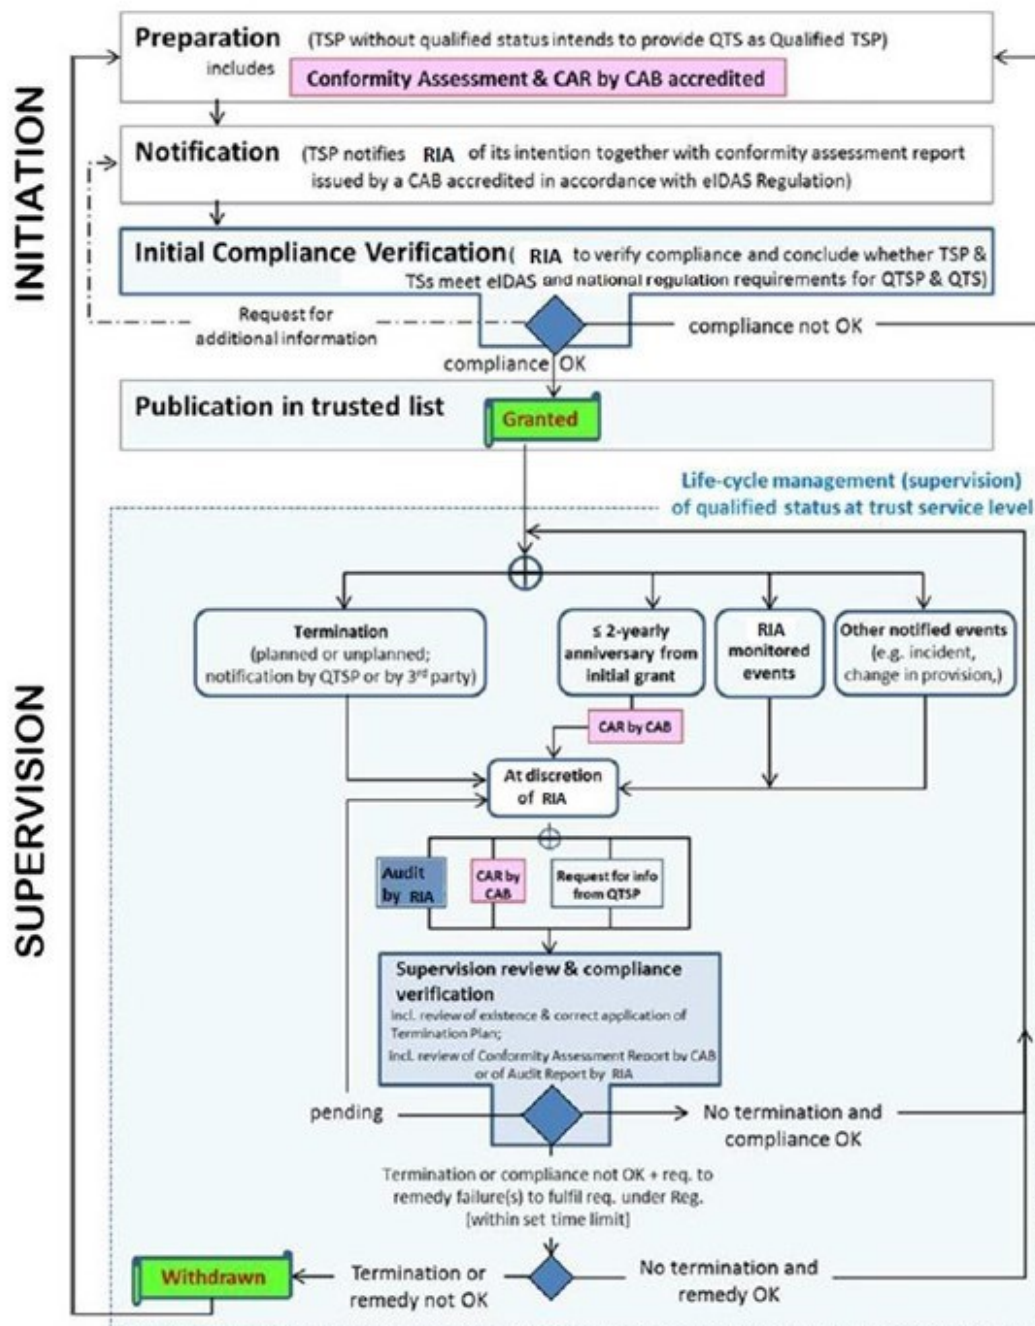 INITIATION
Preparation (TSP without qualified status intends to provide QTS as Qualified TSP)
includes
Conformity Assessment & CAR by CAB accredited
Notification (TSP notifies RIA of its intention together with conformity assessment report
issued by a CAB accredited in accordance with eIDAS Regulation)
Initial Compliance Verification( RIA to verify compliance and conclude whether TSP &
TSs meet eIDAS and national regulation requirements for QTSP & QTS)
Request for
additional information
compliance not OK
compliance OK
Publication in trusted list
Granted
SUPERVISION
Life-cycle management (supervision)
of qualified status at trust service level
Termination
(planned or unplanned;
notification by QTSP or by 3rd party)
≤ 2-yearly
anniversary from
initial grant
RIA
monitored
events
Other notified events
(e.g. incident,
change in provision,)
CAR by CAB
At discretion
of RIA
Audit
by RIA
CAR by
CAB
Request for info
from QTSP
Supervision review & compliance
verification
incl. review of existence & correct application of
Termination Plan;
incl. review of Conformity Assessment Report by CAB
or of Audit Report by RIA
pending
No termination and
compliance OK
Termination or compliance not OK + req. to
remedy failure(s) to fulfil req. under Reg.
[within set time limit]
Withdrawn
Termination or
remedy not OK
No termination and
remedy OK